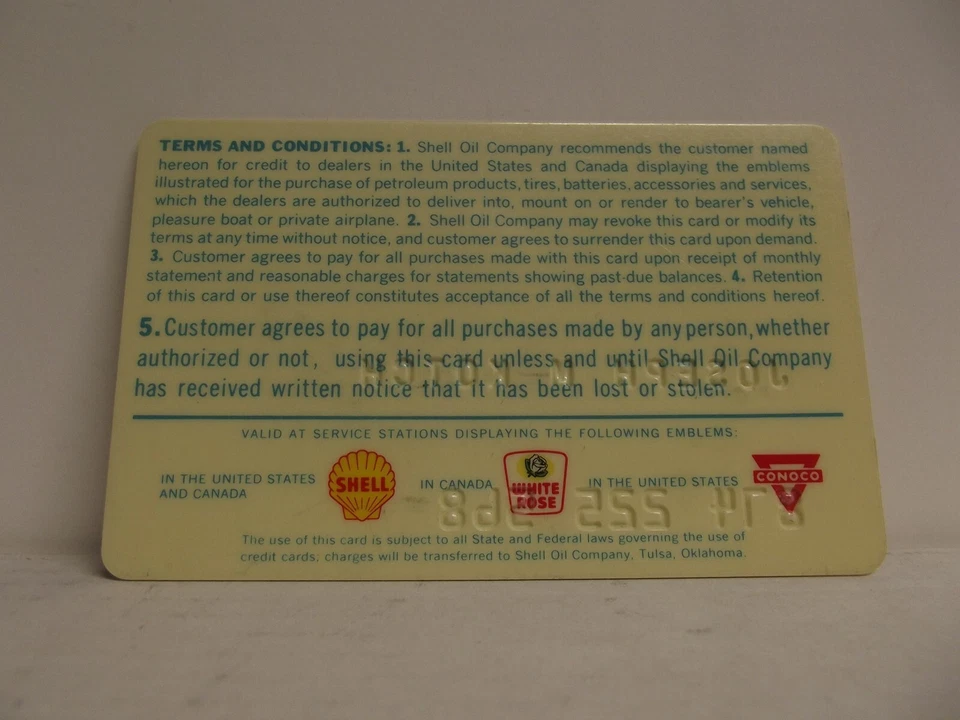 TERMS AND CONDITIONS: 1. Shell Oil Company recommends the customer named
hereon for credit to dealers in the United States and Canada displaying the emblems
illustrated for the purchase of petroleum products, tires, batteries, accessories and services,
which the dealers are authorized to deliver into, mount on or render to bearer's vehicle,
pleasure boat or private airplane. 2. Shell Oil Company may revoke this card or modify its
terms at any time without notice, and customer agrees to surrender this card upon demand.
3. Customer agrees to pay for all purchases made with this card upon receipt of monthly
statement and reasonable charges for statements showing past-due balances. 4. Retention
of this card or use thereof constitutes acceptance of all the terms and conditions hereof.
5. Customer agrees to pay for all purchases made by any person, whether
authorized or not, using this card unless and until Shell Oil Company
has received written notice that it has been lost or stolen.
JOSEPH
VALID AT SERVICE STATIONS DISPLAYING THE FOLLOWING EMBLEMS:
IN THE UNITED STATES
AND CANADA
SHELL
IN CANADA
WHITE
ROSE
IN THE UNITED STATES
CONOCO
The use of this card is subject to all State and Federal laws governing the use of
credit cards, charges will be transferred to Shell Oil Company, Tulsa, Oklahoma.